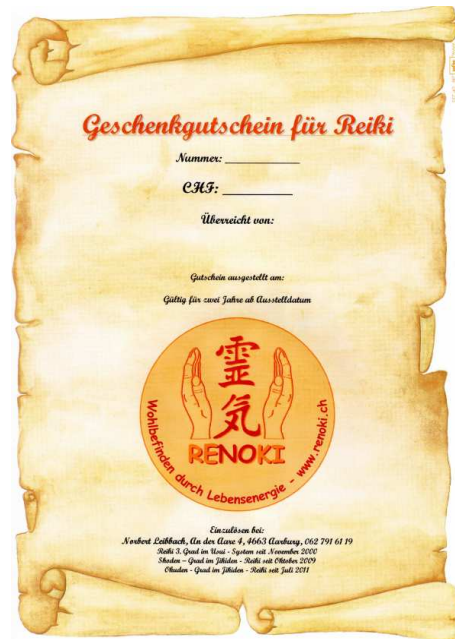 Geschenkgutschein für Reiki
Nummer: ___________
CHF: __________
Überreicht von:
Gutschein ausgestellt am:
Gültig für zwei Jahre ab Ausstelldatum
霊
気
RENOKI
Wohlbefinden durch Lebensenergie - www.renoki.ch
Einzulösen bei:
Norbert Leibbach, An der Aare 4, 4663 Aarburg, 062 791 61 19
Reiki 3. Grad im Usui - System seit November 2000
Shoden – Grad im Jikiden - Reiki seit Oktober 2009
Okuden - Grad im Jikiden - Reiki seit Juli 2011